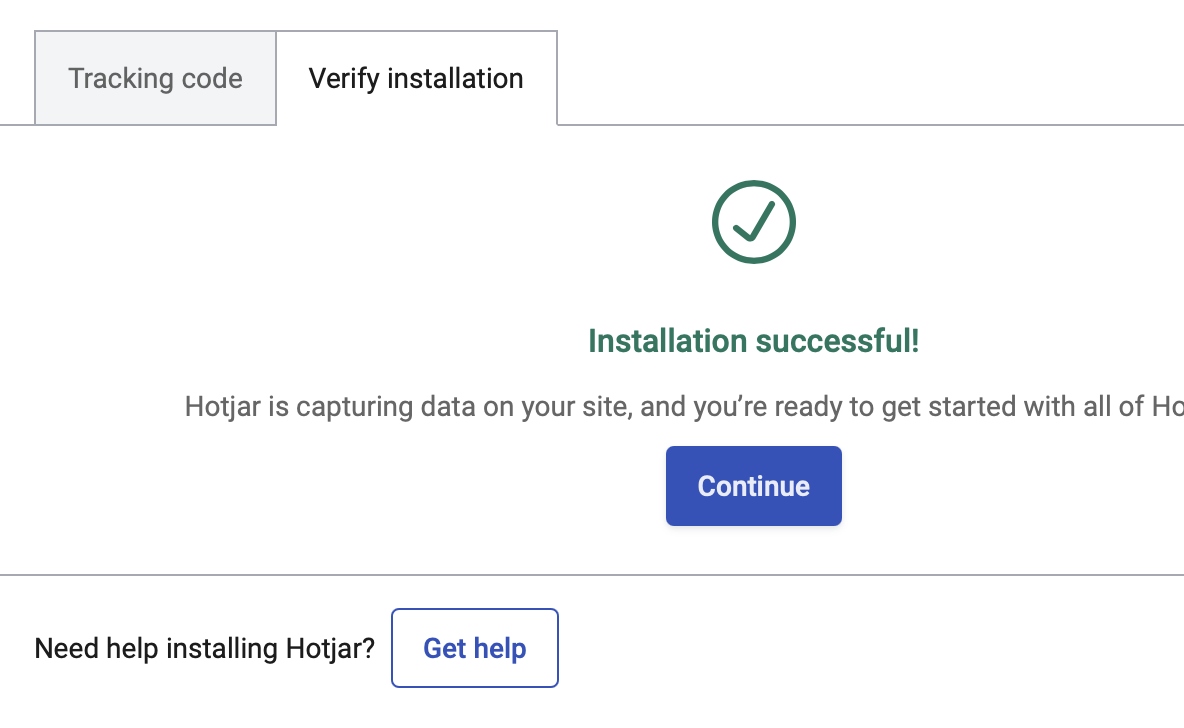 Tracking code
Verify installation
Installation successful!
Hotjar is capturing data on your site, and you’re ready to get started with all of Ho
Continue
Need help installing Hotjar?
Get help